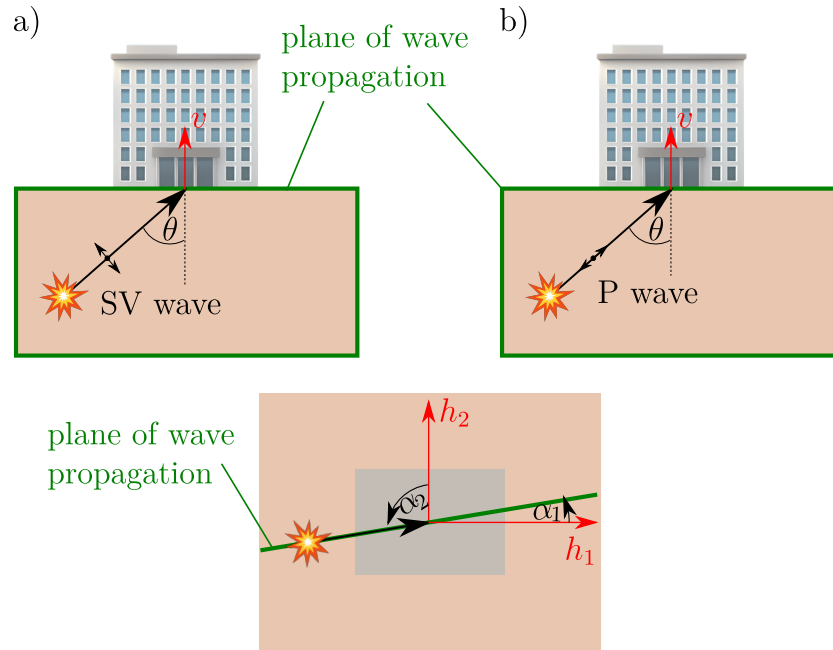 a)
plane of wave
propagation
b)
v
v
θ
θ
SV wave
P wave
plane of wave
propagation
h₂
α₂
α₁
h₁